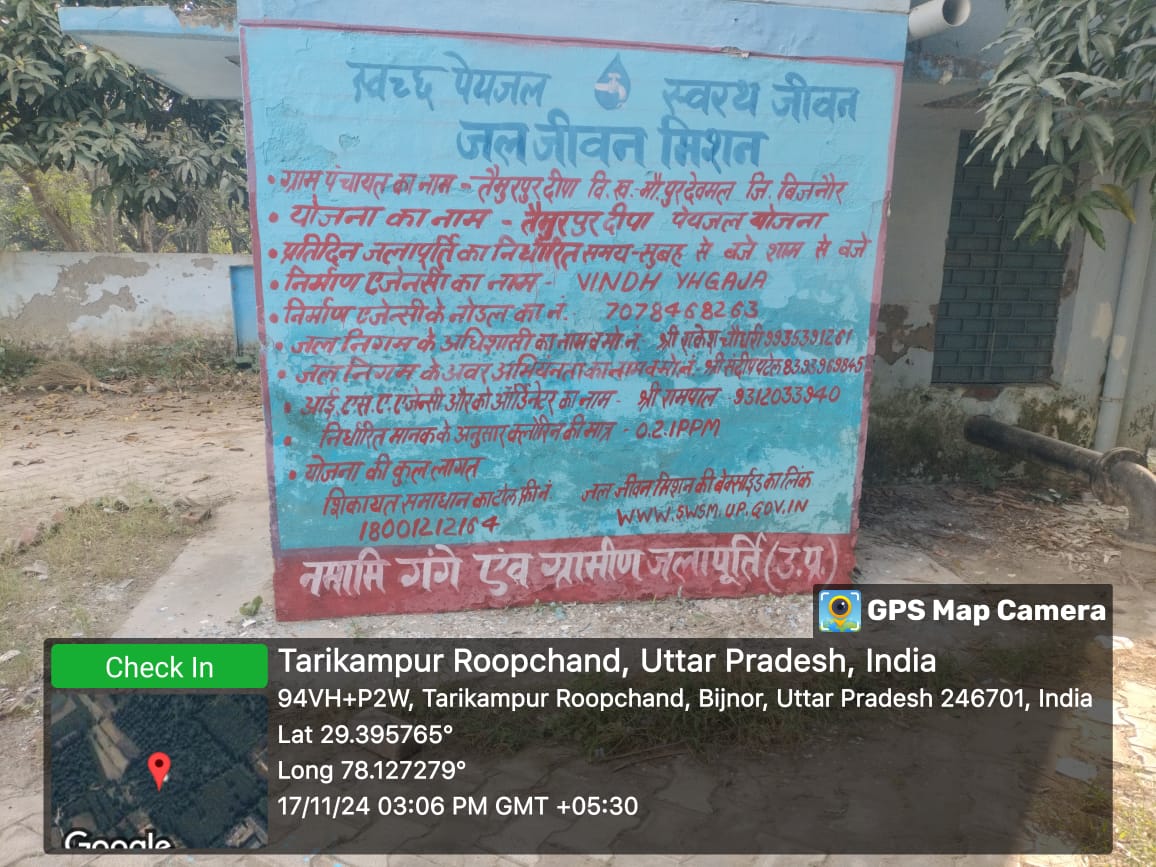 स्वच्छ पेयजल स्वस्थ जीवन
जल जीवन मिशन
• ग्राम पंचायत का नाम - तैमुरपुर दीपा वि. ख. मौ. पुर देवमल जि. बिजनौर
• योजना का नाम - तैमुरपुर दीपा पेयजल योजना
• प्रतिदिन जलापूर्ति का निर्धारित समय - सुबह से बजे शाम से बजे
• निर्माण एजेन्सी का नाम - VINDH YHGAJA
• निर्माण एजेन्सी के नोडल का नं. 7078468263
• जल निगम के अधिशासी का नाम व मो. नं. श्री राकेश चौधरी 9935391261
• जल निगम के अवर अभियन्ता का नाम व मो. नं. श्री संदीप पटेल 8393969845
• आई. एस. ए. एजेन्सी और को ऑर्डिनेटर का नाम - श्री रामपाल - 9312033940
• निर्धारित मानक के अनुसार क्लोरिन की मात्र - 0.2.1PPM
• योजना की कुल लागत
शिकायत समाधान का टोल फ्री नं. जल जीवन मिशन की बेबसाईड का लिंक
18001212164 WWW.SWSM.UP.GOV.IN
नमामि गंगे एंव ग्रामीण जलापूर्ति (उ.प्र.)
GPS Map Camera
Check In
Tarikampur Roopchand, Uttar Pradesh, India
94VH+P2W, Tarikampur Roopchand, Bijnor, Uttar Pradesh 246701, India
Lat 29.395765°
Long 78.127279°
17/11/24 03:06 PM GMT +05:30
Google